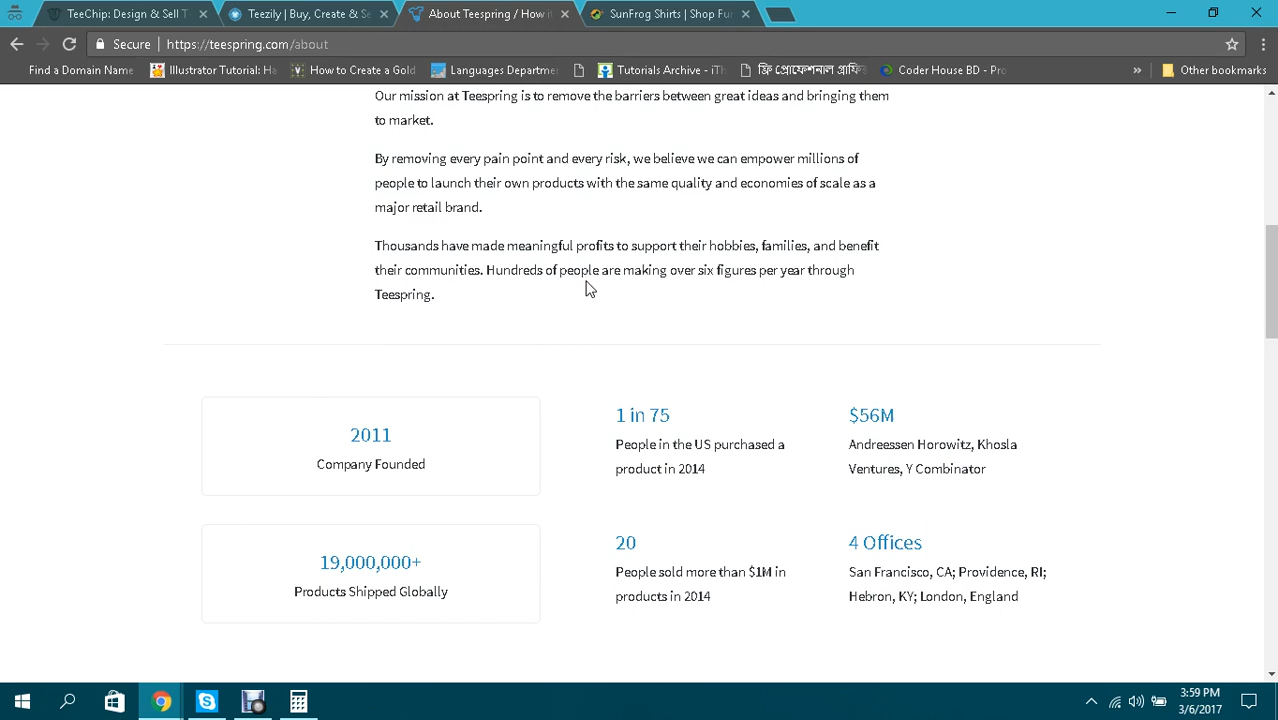 TeeChip: Design & Sell T
Teezily | Buy, Create & Se
About Teespring / How i
SunFrog Shirts | Shop Fun
Secure
https://teespring.com/about
Find a Domain Name
Illustrator Tutorial: Ha
How to Create a Gold
Languages Departme
Tutorials Archive - iTh
ফ্রি প্রোফেশনাল গ্রাফি
Coder House BD - Pro
»
Other bookmarks
Our mission at Teespring is to remove the barriers between great ideas and bringing them
to market.
By removing every pain point and every risk, we believe we can empower millions of
people to launch their own products with the same quality and economies of scale as a
major retail brand.
Thousands have made meaningful profits to support their hobbies, families, and benefit
their communities. Hundreds of people are making over six figures per year through
Teespring.
2011
Company Founded
1 in 75
People in the US purchased a
product in 2014
$56M
Andreessen Horowitz, Khosla
Ventures, Y Combinator
19,000,000+
Products Shipped Globally
20
People sold more than $1M in
products in 2014
4 Offices
San Francisco, CA; Providence, RI;
Hebron, KY; London, England
3:59 PM
3/6/2017